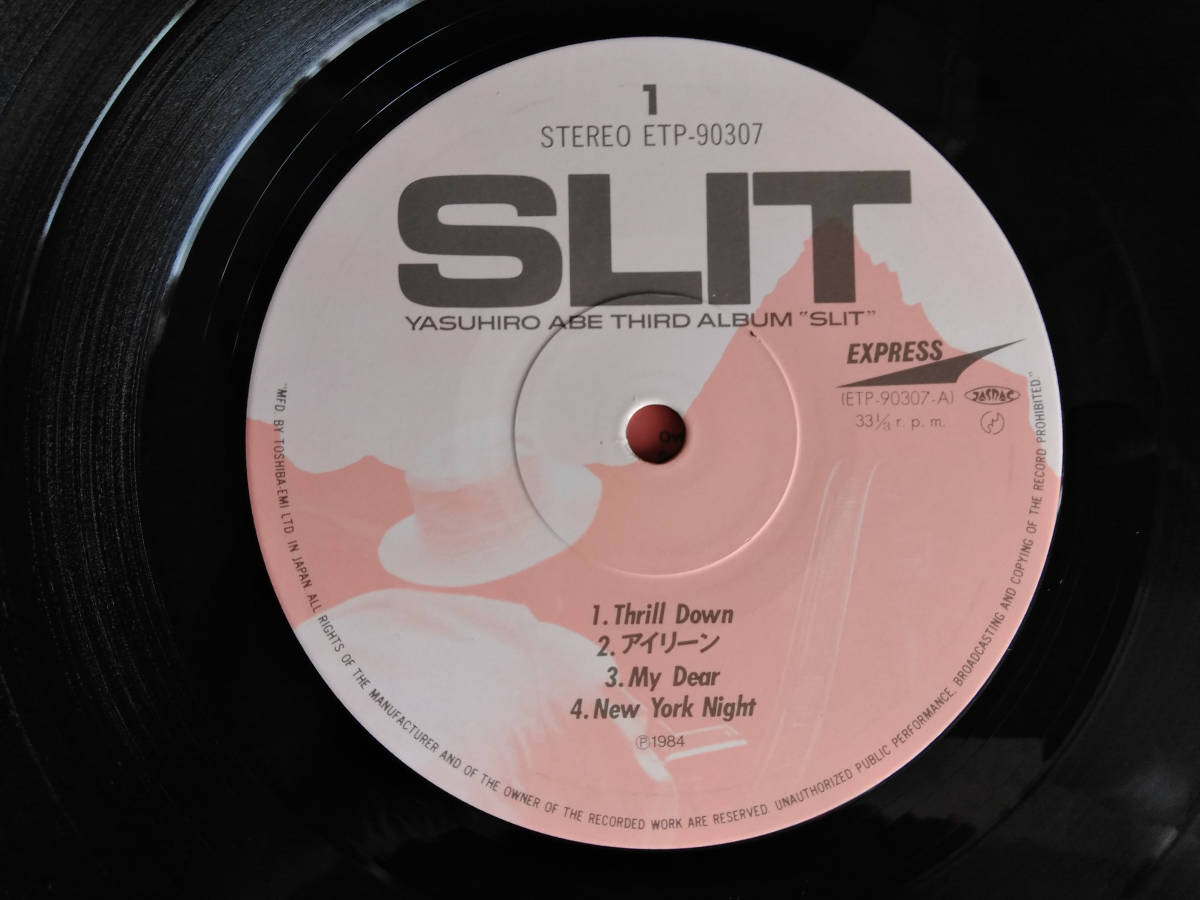 1
STEREO ETP-90307
SLIT
YASUHIRO ABE THIRD ALBUM "SLIT"
EXPRESS
(ETP-90307-A) JASRAC
33⅓ r. p. m.
1. Thrill Down
2. アイリーン
3. My Dear
4. New York Night
Ⓟ1984
"MFD. BY TOSHIBA-EMI LTD. IN JAPAN. ALL RIGHTS OF THE MANUFACTURER AND OF THE OWNER OF THE RECORDED WORK ARE RESERVED. UNAUTHORIZED PUBLIC PERFORMANCE, BROADCASTING AND COPYING OF THE RECORD PROHIBITED."